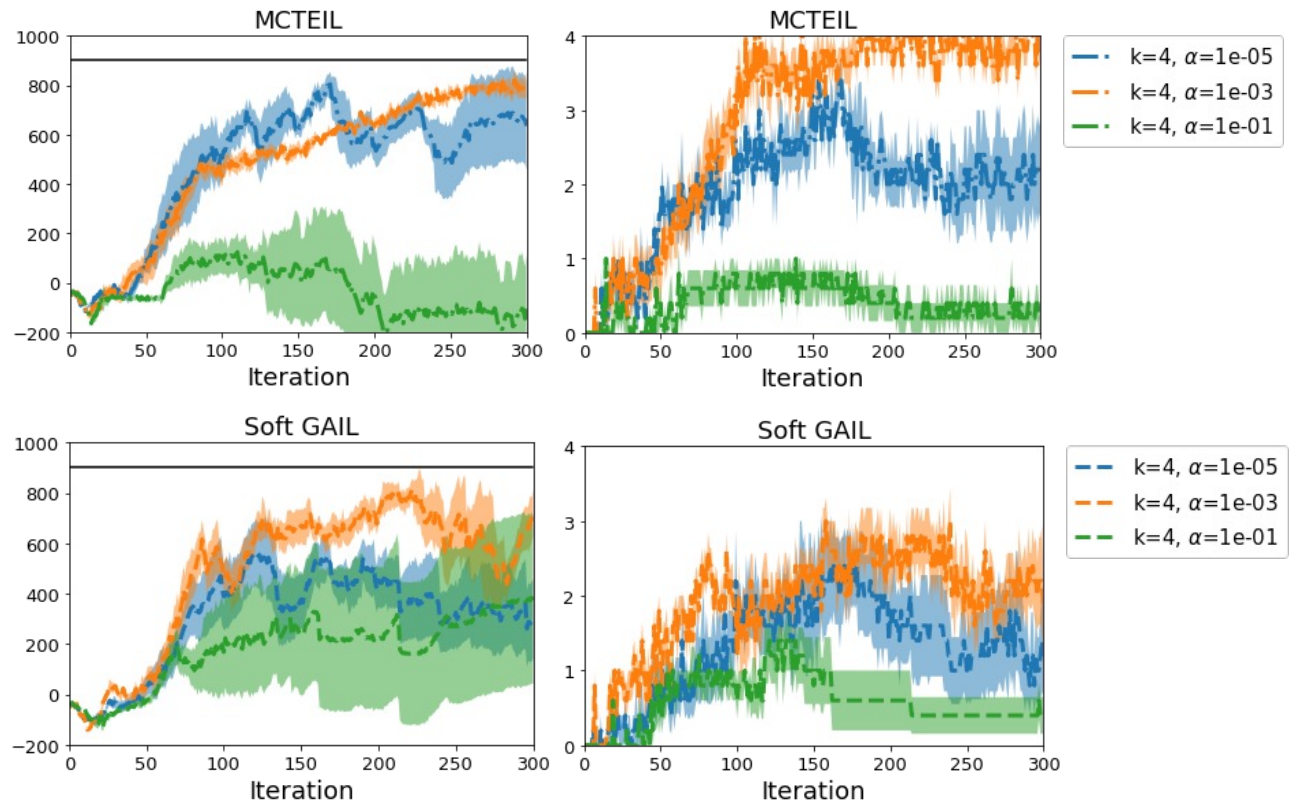 MCTEIL
1000
800
600
400
200
0
−200
0 50 100 150 200 250 300
Iteration
MCTEIL
4
3
2
1
0
0 50 100 150 200 250 300
Iteration
k=4, α=1e-05
k=4, α=1e-03
k=4, α=1e-01
Soft GAIL
1000
800
600
400
200
0
−200
0 50 100 150 200 250 300
Iteration
Soft GAIL
4
3
2
1
0
0 50 100 150 200 250 300
Iteration
k=4, α=1e-05
k=4, α=1e-03
k=4, α=1e-01